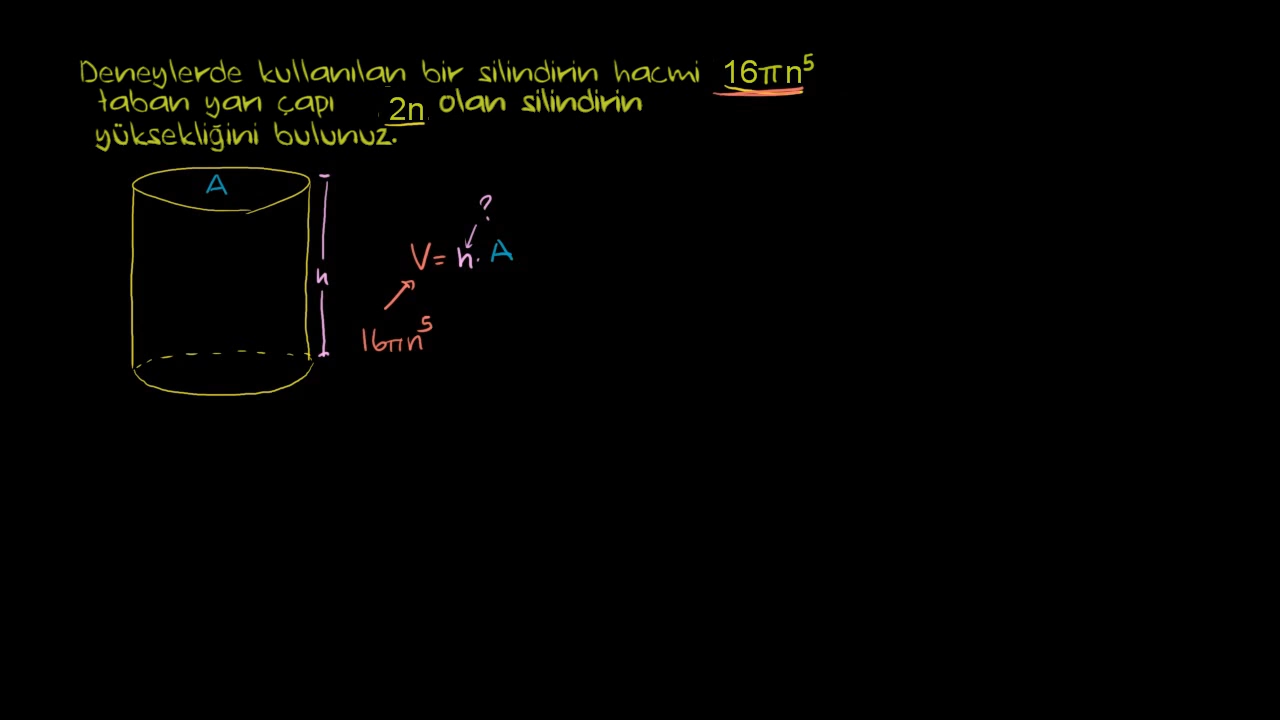 Deneylerde kullanılan bir silindirin hacmi 16πn⁵
taban yarı çapı 2n olan silindirin
yüksekliğini bulunuz.
A
?
V = h · A
h
16πn⁵